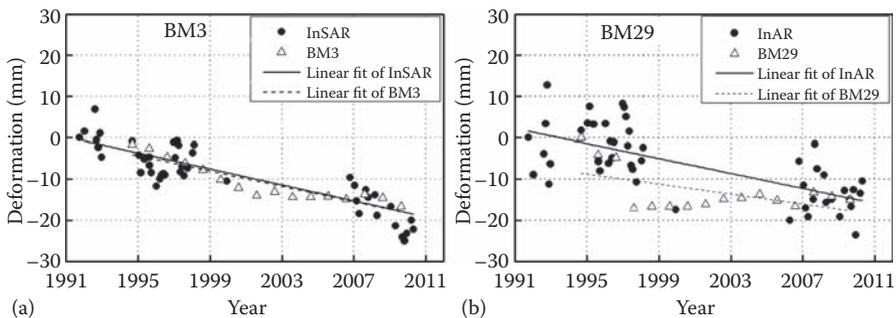 BM3
InSAR
BM3
Linear fit of InSAR
Linear fit of BM3
30
20
10
0
−10
−20
−30
Deformation (mm)
1991
1995
1999
2003
2007
2011
Year
(a)
BM29
InAR
BM29
Linear fit of InAR
Linear fit of BM29
30
20
10
0
−10
−20
−30
Deformation (mm)
1991
1995
1999
2003
2007
2011
Year
(b)